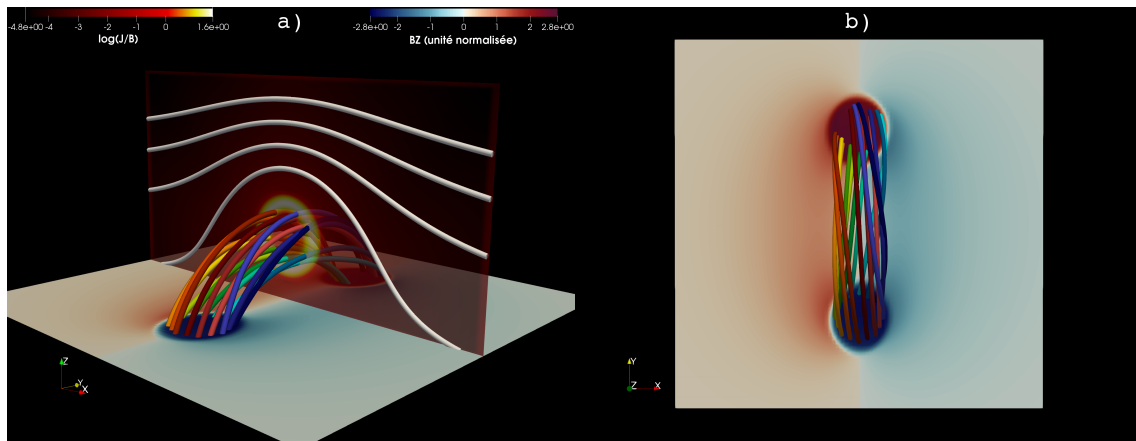 a)
b)
-4.8e+00 -4 -3 -2 -1 0 1.6e+00
log(J/B)
-2.8e+00 -2 -1 0 1 2 2.8e+00
BZ (unité normalisée)
Z
Y
X
Y
Z
X